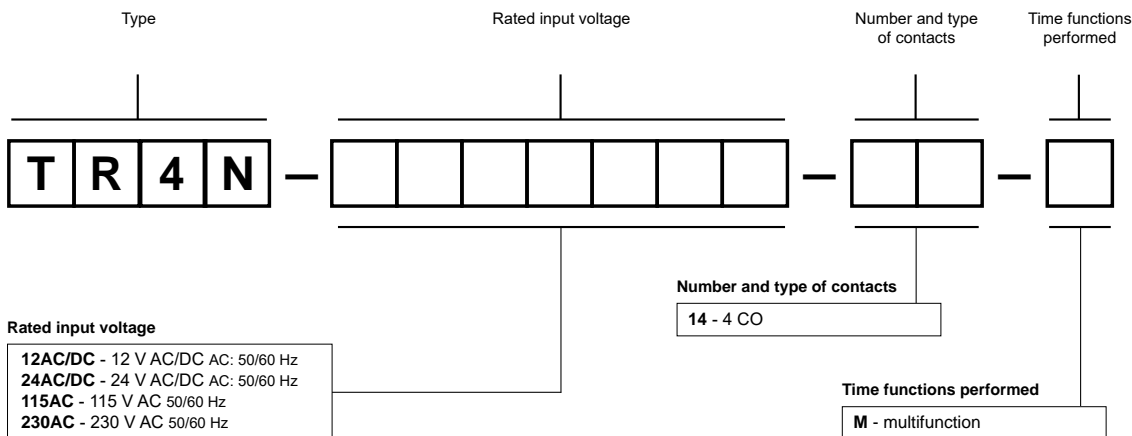 Type
Rated input voltage
Number and type
of contacts
Time functions
performed
T R 4 N – – –
Number and type of contacts
14 - 4 CO
Rated input voltage
12AC/DC - 12 V AC/DC AC: 50/60 Hz
24AC/DC - 24 V AC/DC AC: 50/60 Hz
115AC - 115 V AC 50/60 Hz
230AC - 230 V AC 50/60 Hz
Time functions performed
M - multifunction